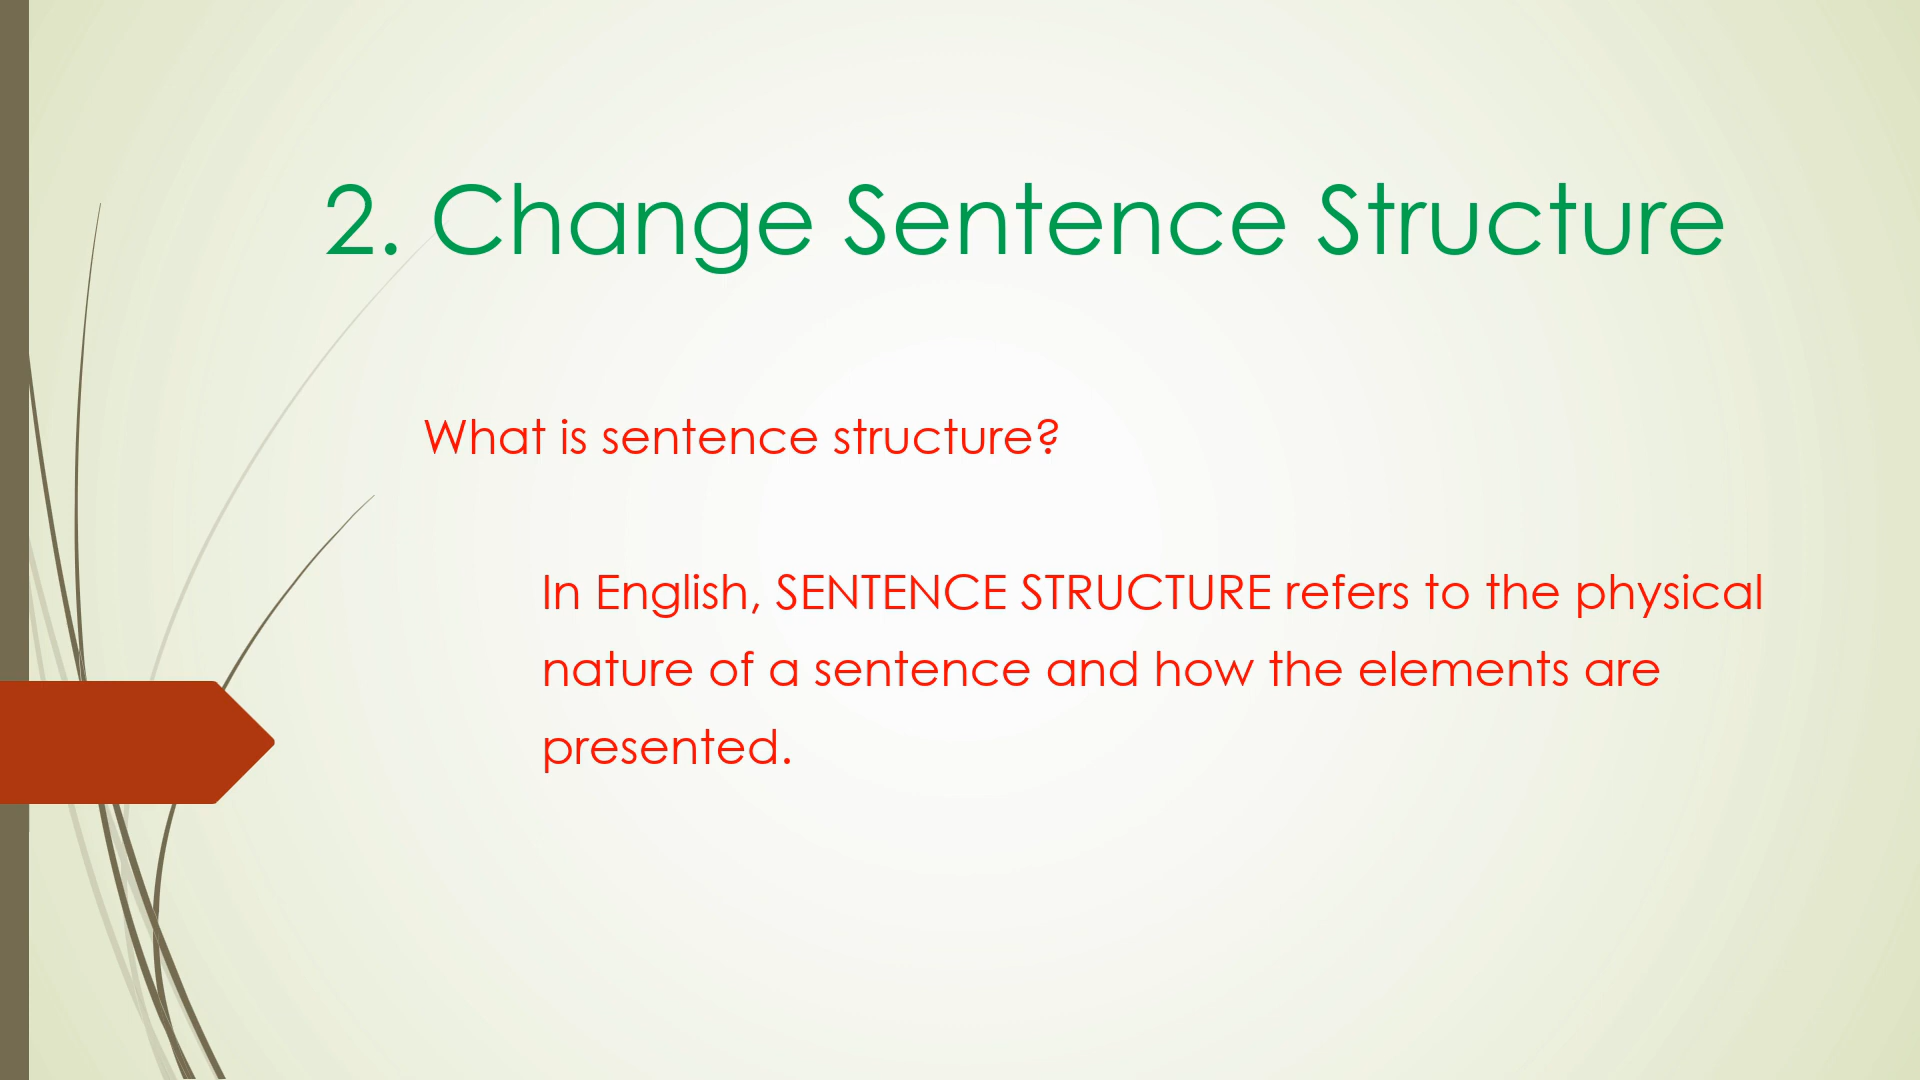 2. Change Sentence Structure
What is sentence structure?
In English, SENTENCE STRUCTURE refers to the physical
nature of a sentence and how the elements are
presented.